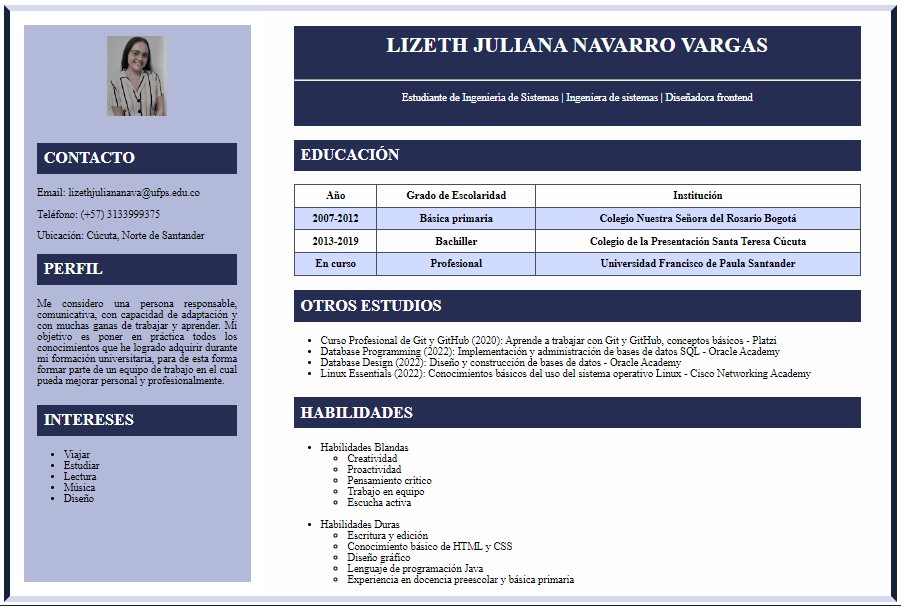 CONTACTO
Email: lizethjuliananava@ufps.edu.co
Teléfono: (+57) 3133999375
Ubicación: Cúcuta, Norte de Santander
PERFIL
Me considero una persona responsable,
comunicativa, con capacidad de adaptación y
con muchas ganas de trabajar y aprender. Mi
objetivo es poner en práctica todos los
conocimientos que he logrado adquirir durante
mi formación universitaria, para de esta forma
formar parte de un equipo de trabajo en el cual
pueda mejorar personal y profesionalmente.
INTERESES
• Viajar
• Estudiar
• Lectura
• Música
• Diseño
LIZETH JULIANA NAVARRO VARGAS
Estudiante de Ingeniería de Sistemas | Ingeniera de sistemas | Diseñadora frontend
EDUCACIÓN
Año Grado de Escolaridad Institución
2007-2012 Básica primaria Colegio Nuestra Señora del Rosario Bogotá
2013-2019 Bachiller Colegio de la Presentación Santa Teresa Cúcuta
En curso Profesional Universidad Francisco de Paula Santander
OTROS ESTUDIOS
• Curso Profesional de Git y GitHub (2020): Aprende a trabajar con Git y GitHub, conceptos básicos - Platzi
• Database Programming (2022): Implementación y administración de bases de datos SQL - Oracle Academy
• Database Design (2022): Diseño y construcción de bases de datos - Oracle Academy
• Linux Essentials (2022): Conocimientos básicos del uso del sistema operativo Linux - Cisco Networking Academy
HABILIDADES
• Habilidades Blandas
◦ Creatividad
◦ Proactividad
◦ Pensamiento crítico
◦ Trabajo en equipo
◦ Escucha activa
• Habilidades Duras
◦ Escritura y edición
◦ Conocimiento básico de HTML y CSS
◦ Diseño gráfico
◦ Lenguaje de programación Java
◦ Experiencia en docencia preescolar y básica primaria